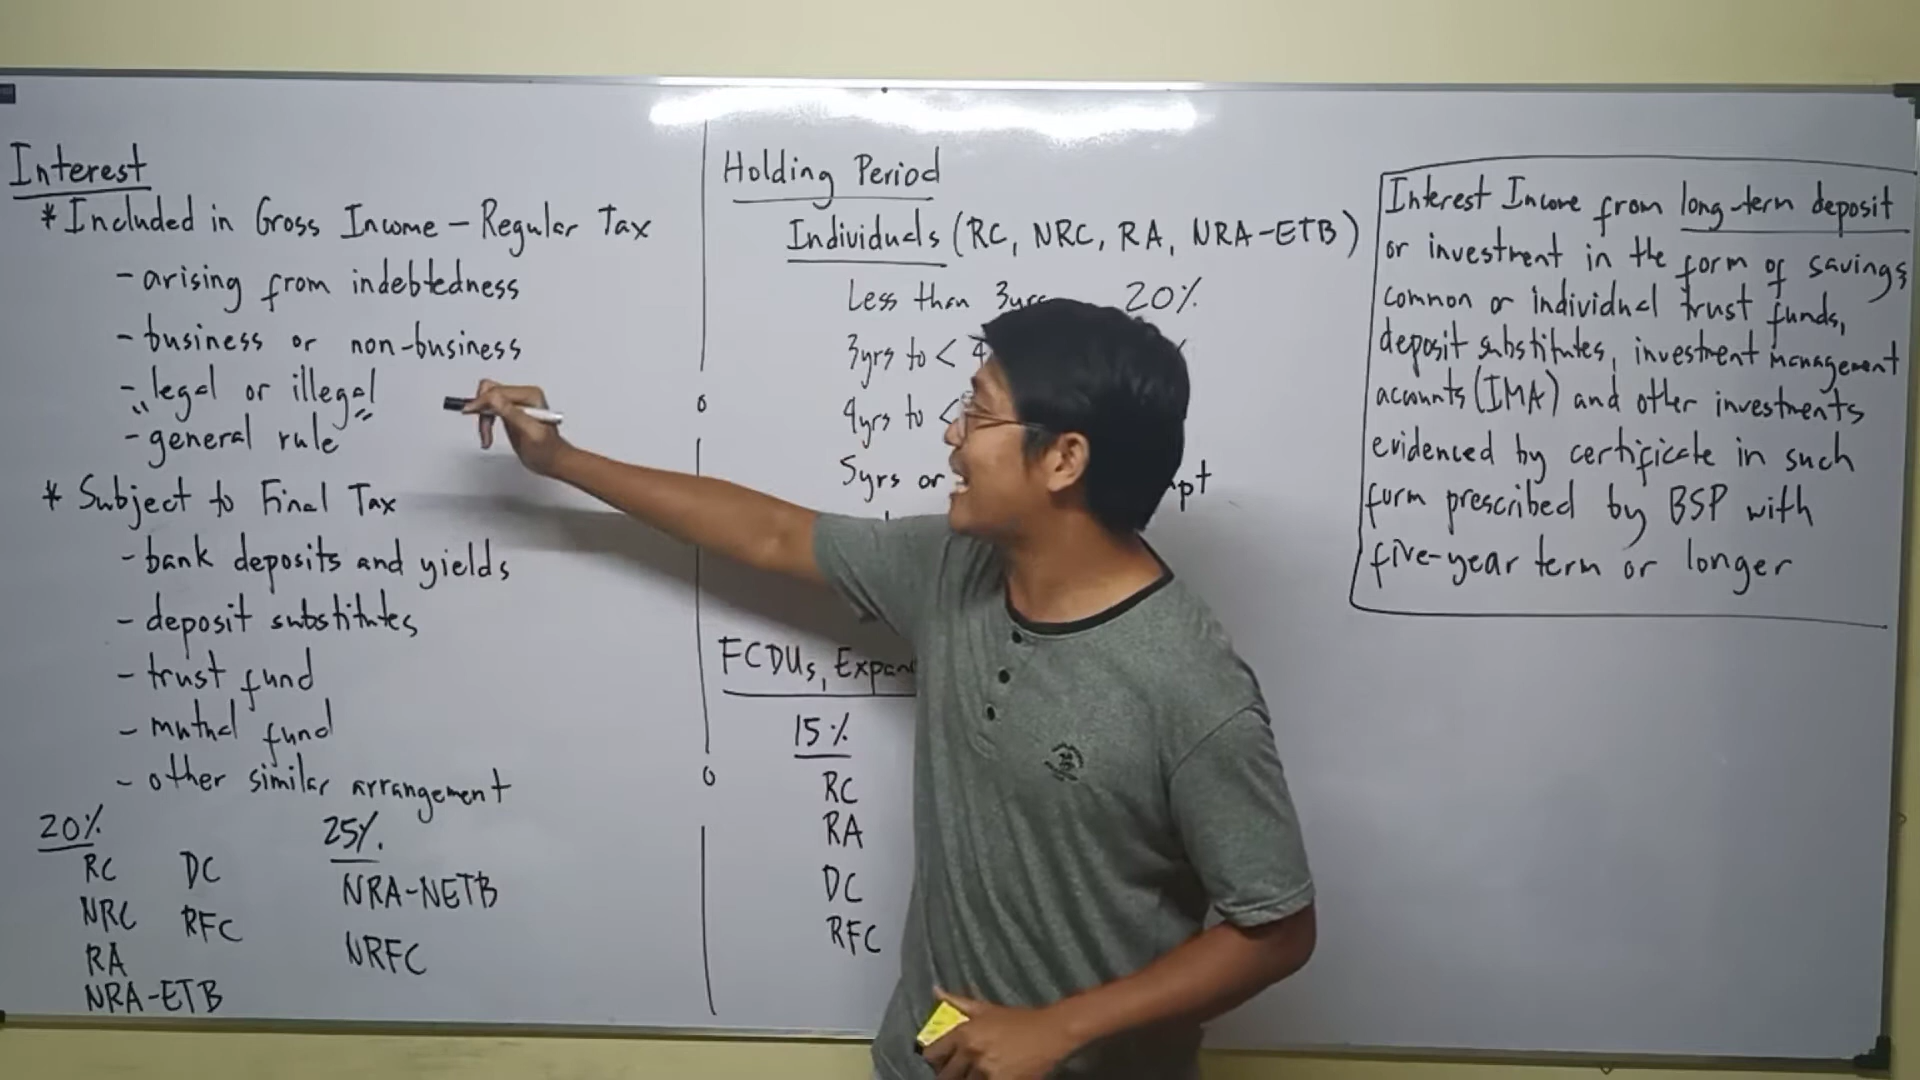 Interest
* Included in Gross Income - Regular Tax
- arising from indebtedness
- business or non-business
- legal or illegal
- "general rule"
* Subject to Final Tax
- bank deposits and yields
- deposit substitutes
- trust fund
- mutual fund
- other similar arrangement
20% 25%
RC DC NRA-NETB
NRC RFC NRFC
RA
NRA-ETB
Holding Period
Individuals (RC, NRC, RA, NRA-ETB)
Less than 3yrs 20%
3yrs to <
4yrs to <
5yrs or
FCDUs,
15%
RC
RA
DC
RFC
Interest Income from long-term deposit
or investment in the form of savings,
common or individual trust funds,
deposit substitutes, investment management
accounts (IMA) and other investments
evidenced by certificate in such
form prescribed by BSP with
five-year term or longer